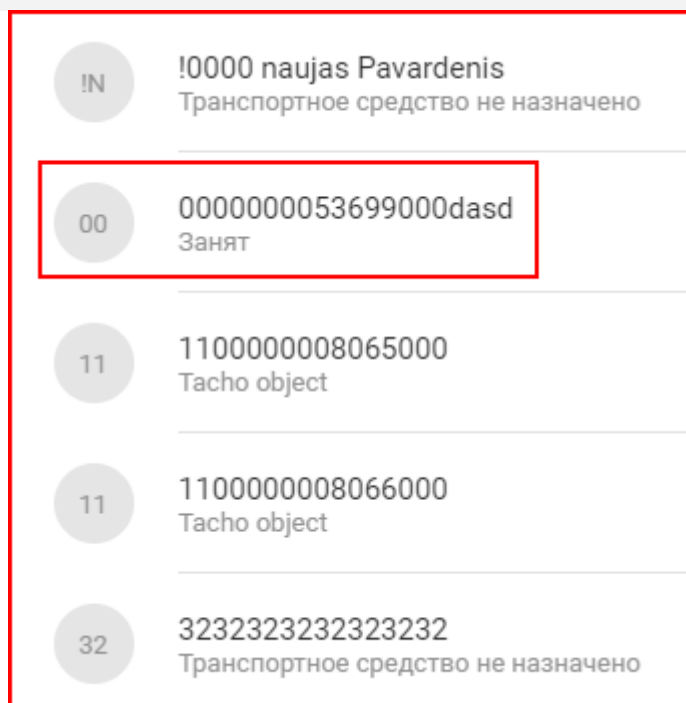 !N
!0000 naujas Pavardenis
Транспортное средство не назначено
00
0000000053699000dasd
Занят
11
1100000008065000
Tacho object
11
1100000008066000
Tacho object
32
3232323232323232
Транспортное средство не назначено